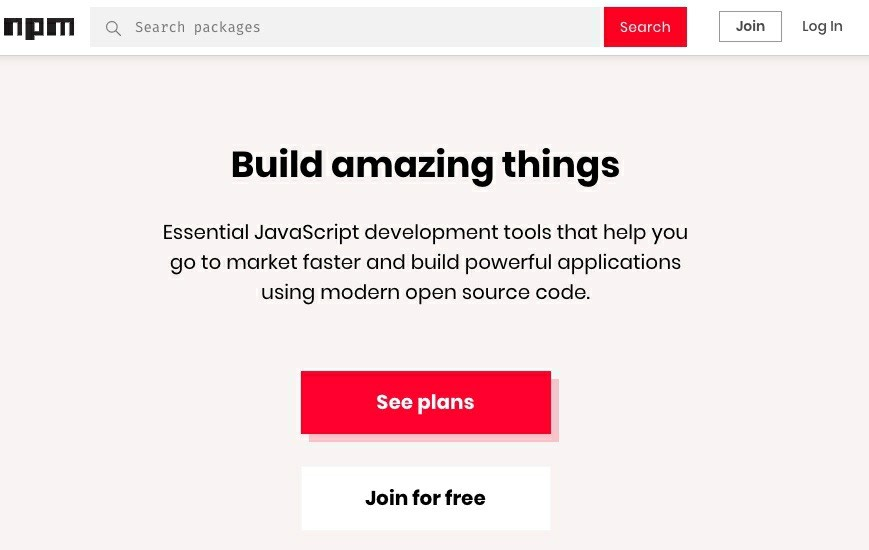 npm
Search packages
Search
Join
Log In
Build amazing things
Essential JavaScript development tools that help you
go to market faster and build powerful applications
using modern open source code.
See plans
Join for free